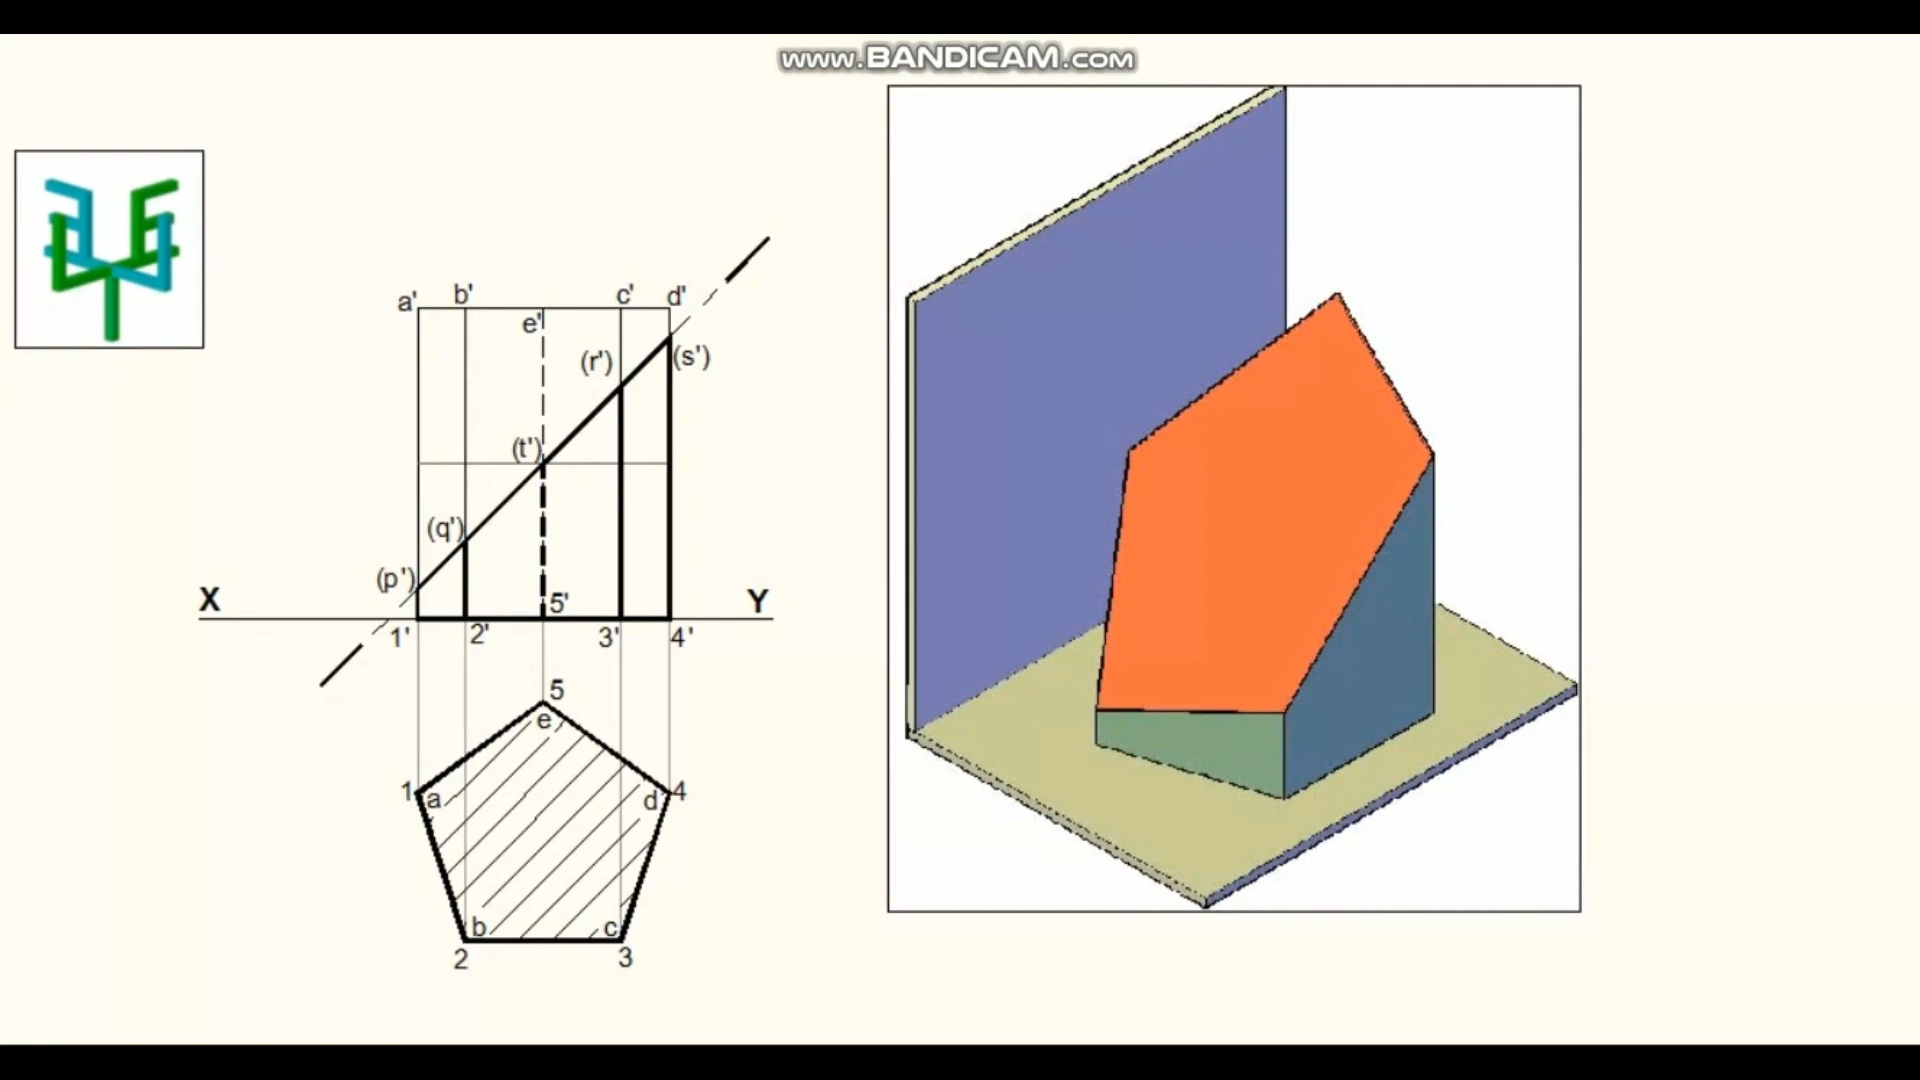 www.BANDICAM.com
a' b' c' d'
e'
(r') (s')
(t')
(q')
(p')
X 5' Y
1' 2' 3' 4'
5
e
1 a d 4
b c
2 3